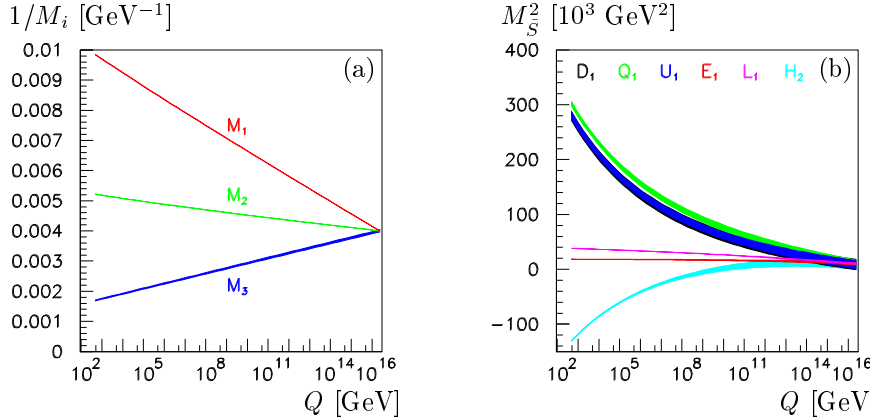 1/M_i [GeV^−1]
0.01
0.009
0.008
0.007
0.006
0.005
0.004
0.003
0.002
0.001
0
(a)
M_1
M_2
M_3
10^2 10^5 10^8 10^11 10^14 10^16
Q [GeV]
M^2_S̃ [10^3 GeV^2]
400
300
200
100
0
−100
D_1 Q_1 U_1 E_1 L_1 H_2
(b)
10^2 10^5 10^8 10^11 10^14 10^16
Q [GeV]